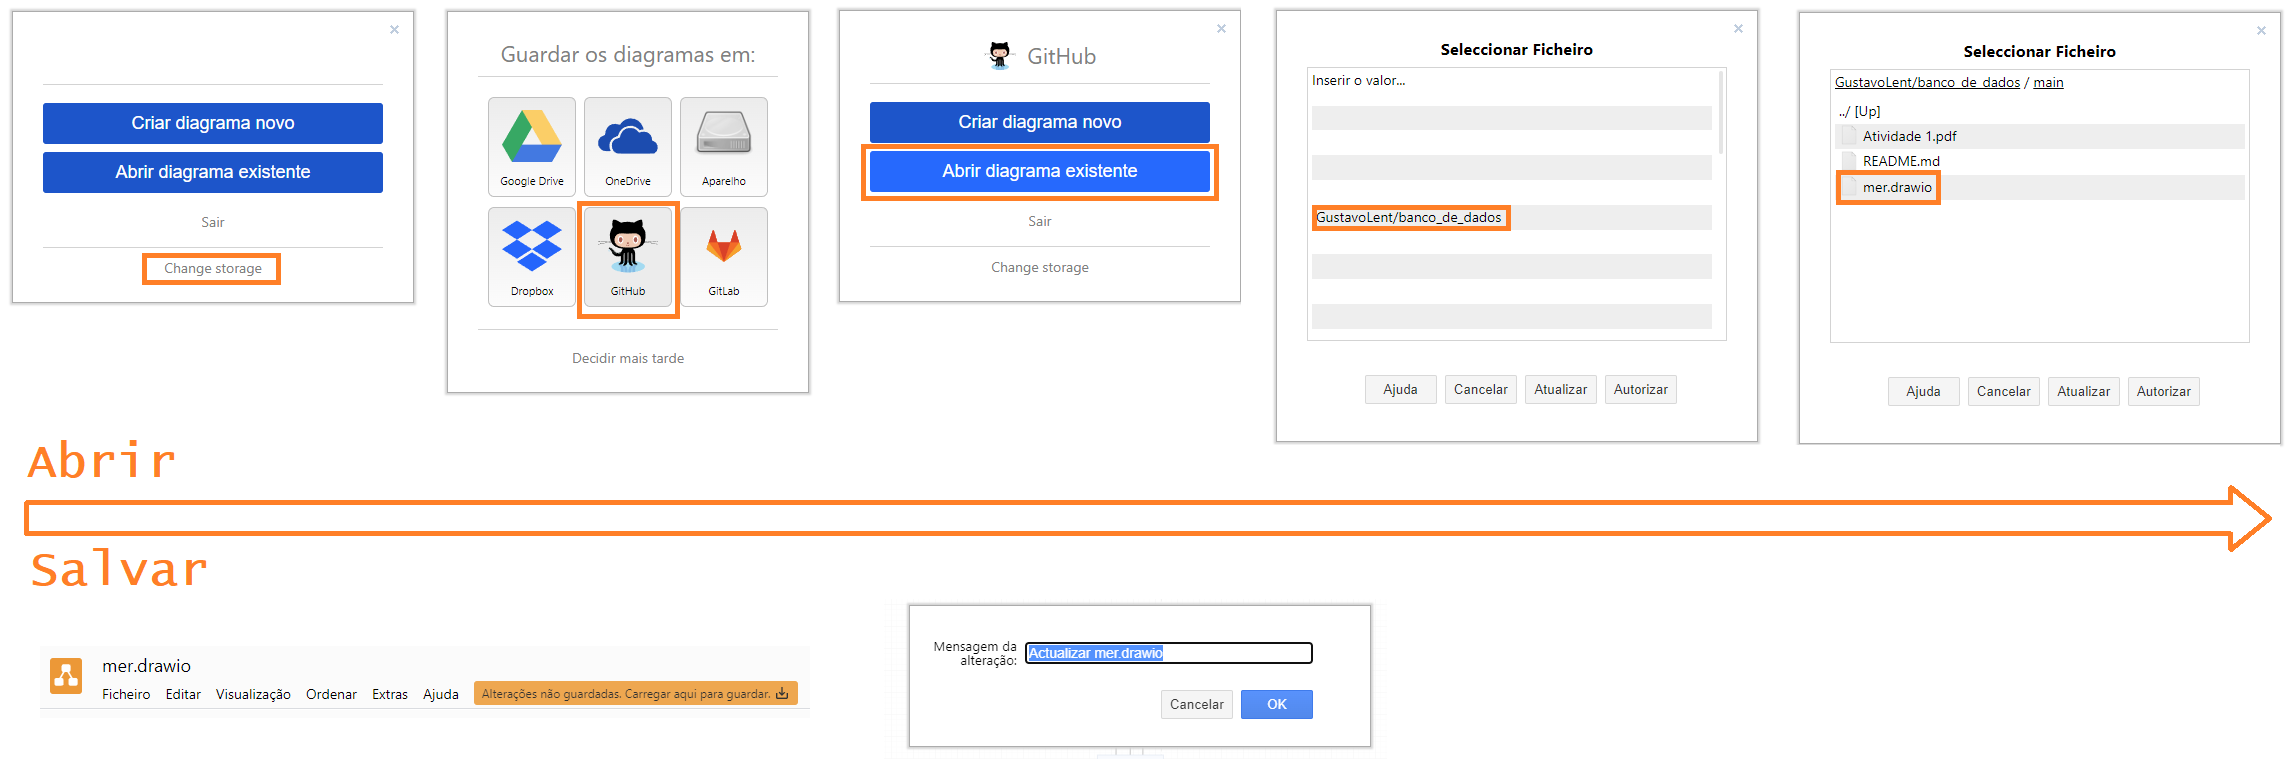 Criar diagrama novo
Abrir diagrama existente
Sair
Change storage
Guardar os diagramas em:
Google Drive
OneDrive
Aparelho
Dropbox
GitHub
GitLab
Decidir mais tarde
GitHub
Criar diagrama novo
Abrir diagrama existente
Sair
Change storage
Seleccionar Ficheiro
Inserir o valor...
GustavoLent/banco_de_dados
Ajuda Cancelar Atualizar Autorizar
Seleccionar Ficheiro
GustavoLent/banco_de_dados / main
../ [Up]
Atividade 1.pdf
README.md
mer.drawio
Ajuda Cancelar Atualizar Autorizar
Abrir
Salvar
mer.drawio
Ficheiro Editar Visualização Ordenar Extras Ajuda Alterações não guardadas. Carregar aqui para guardar.
Mensagem da
alteração:
Actualizar mer.drawio
Cancelar OK